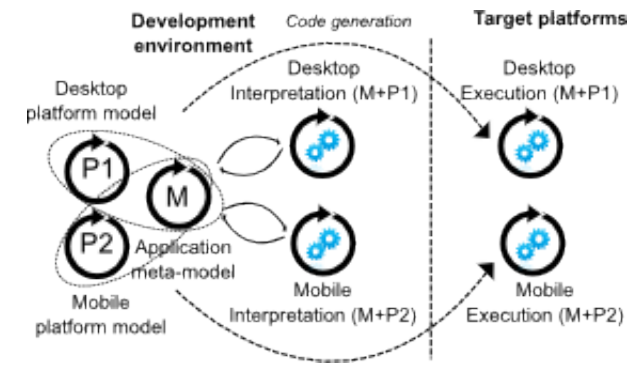 Development
environment
Code generation
Target platforms
Desktop
platform model
Desktop
Interpretation (M+P1)
Desktop
Execution (M+P1)
P1
M
P2
Application
meta-model
Mobile
platform model
Mobile
Interpretation (M+P2)
Mobile
Execution (M+P2)